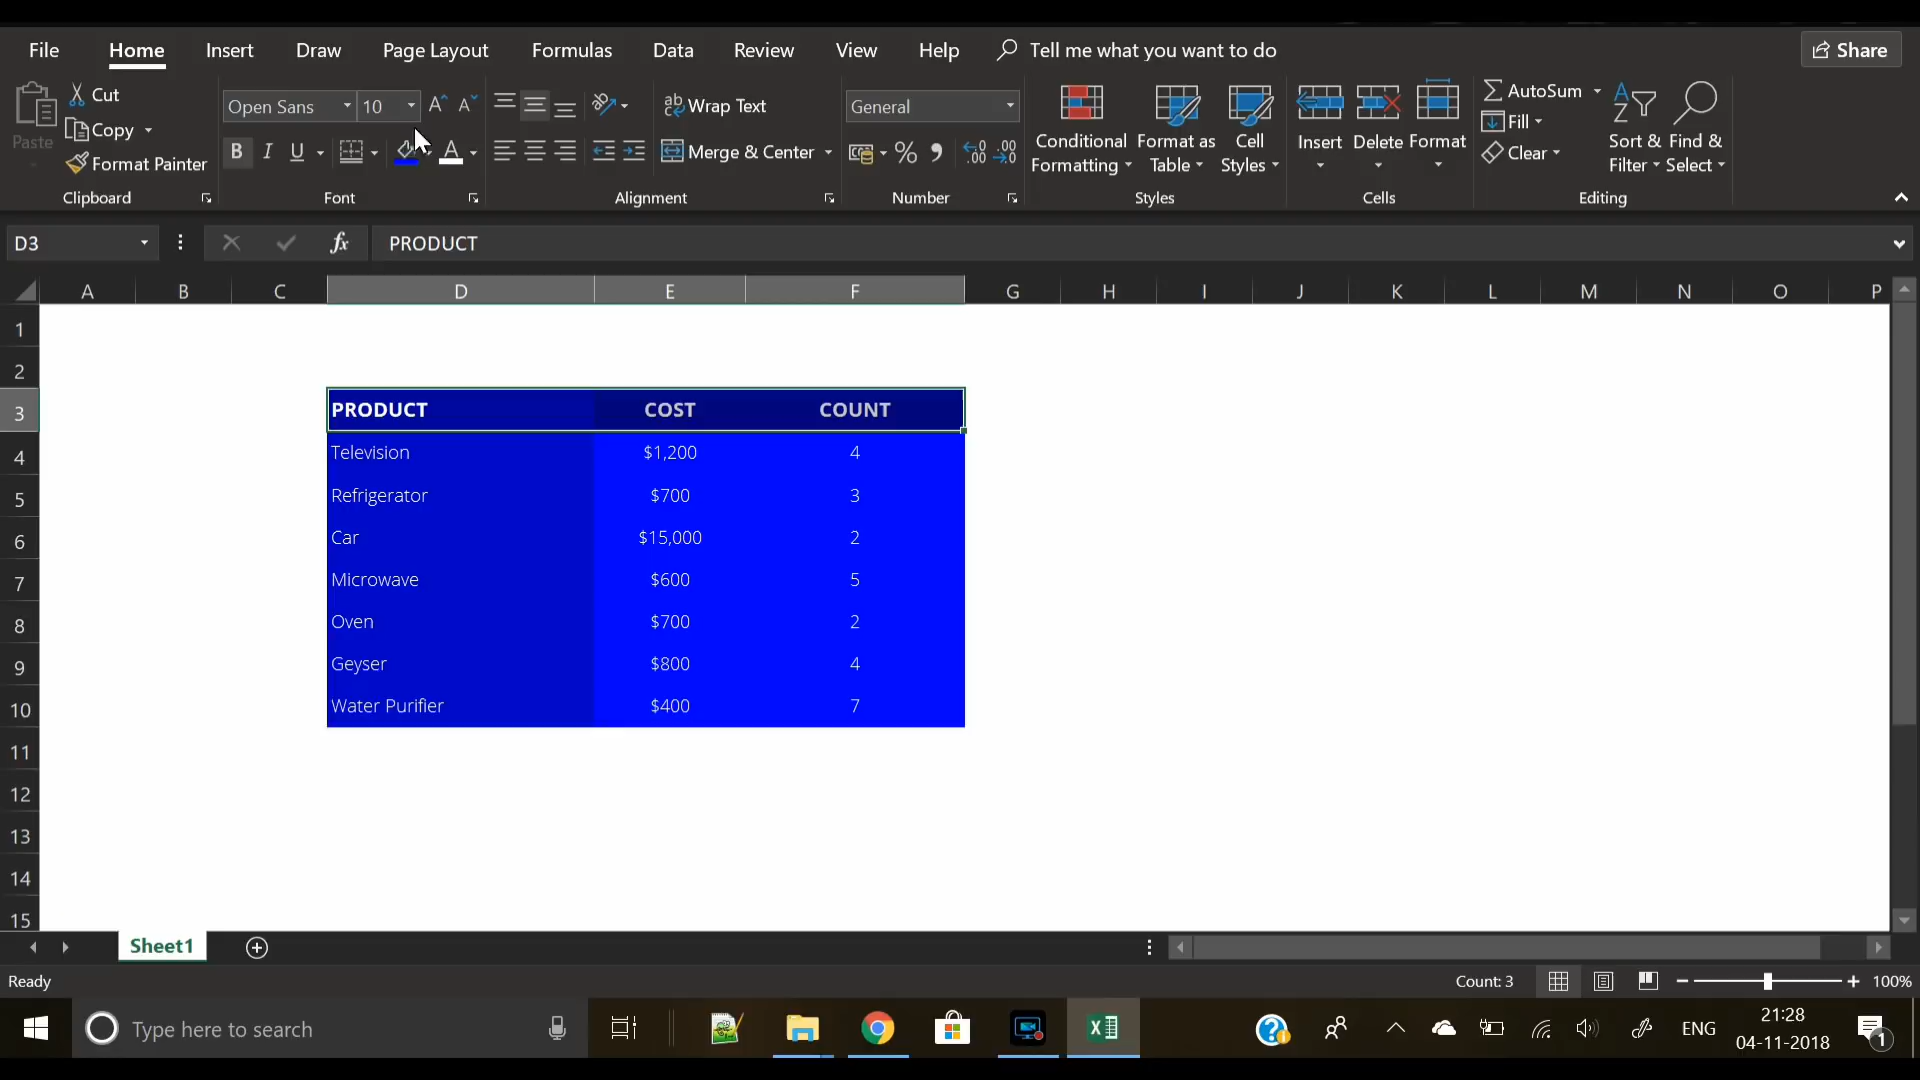 File Home Insert Draw Page Layout Formulas Data Review View Help Tell me what you want to do Share
Cut
Copy
Format Painter
Paste
Clipboard
Open Sans 10
B I U A
Font
ab Wrap Text
Merge & Center
Alignment
General
% 9 .00 .00
Number
Conditional Formatting
Format as Table
Cell Styles
Styles
Insert Delete Format
Cells
AutoSum
Fill
Clear
Sort & Filter
Find & Select
Editing
D3 fx PRODUCT
A B C D E F G H I J K L M N O P
1
2
3 PRODUCT COST COUNT
4 Television $1,200 4
5 Refrigerator $700 3
6 Car $15,000 2
7 Microwave $600 5
8 Oven $700 2
9 Geyser $800 4
10 Water Purifier $400 7
11
12
13
14
15
Sheet1
Ready Count: 3 100%
Type here to search ENG 21:28
04-11-2018 1